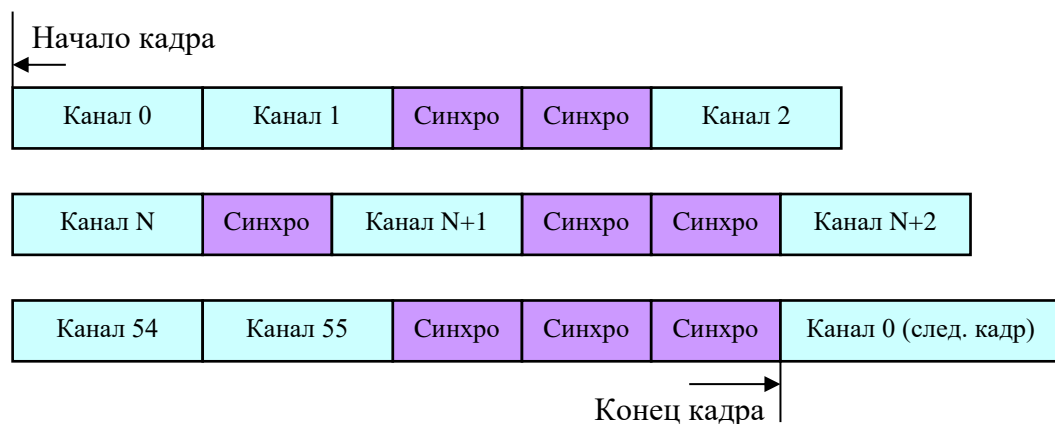 Начало кадра
Канал 0 Канал 1 Синхро Синхро Канал 2
Канал N Синхро Канал N+1 Синхро Синхро Канал N+2
Канал 54 Канал 55 Синхро Синхро Синхро Канал 0 (след. кадр)
Конец кадра